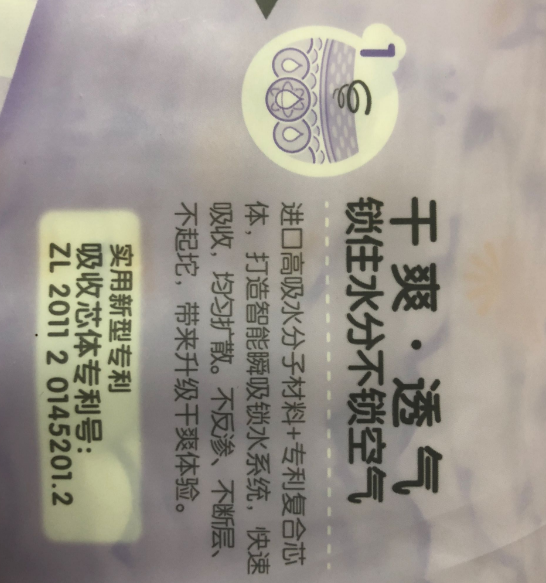 1
干爽·透气
锁住水分不锁空气
进口高吸水分子材料+专利复合芯
体，打造智能瞬吸锁水系统，快速
吸收，均匀扩散。不反渗、不断层、
不起坨，带来升级干爽体验。
实用新型专利
吸收芯体专利号：
ZL 2011 2 0145201.2